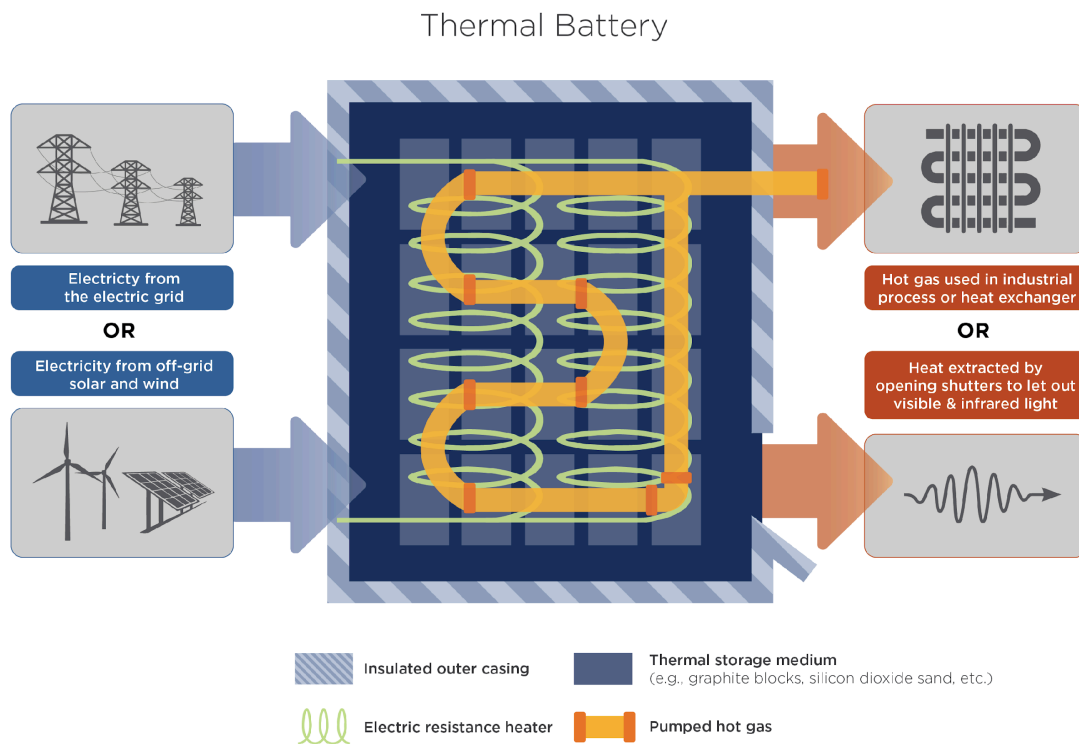 Thermal Battery
Electricty from
the electric grid
OR
Electricity from off-grid
solar and wind
Hot gas used in industrial
process or heat exchanger
OR
Heat extracted by
opening shutters to let out
visible & infrared light
Insulated outer casing
Thermal storage medium
(e.g., graphite blocks, silicon dioxide sand, etc.)
Electric resistance heater
Pumped hot gas